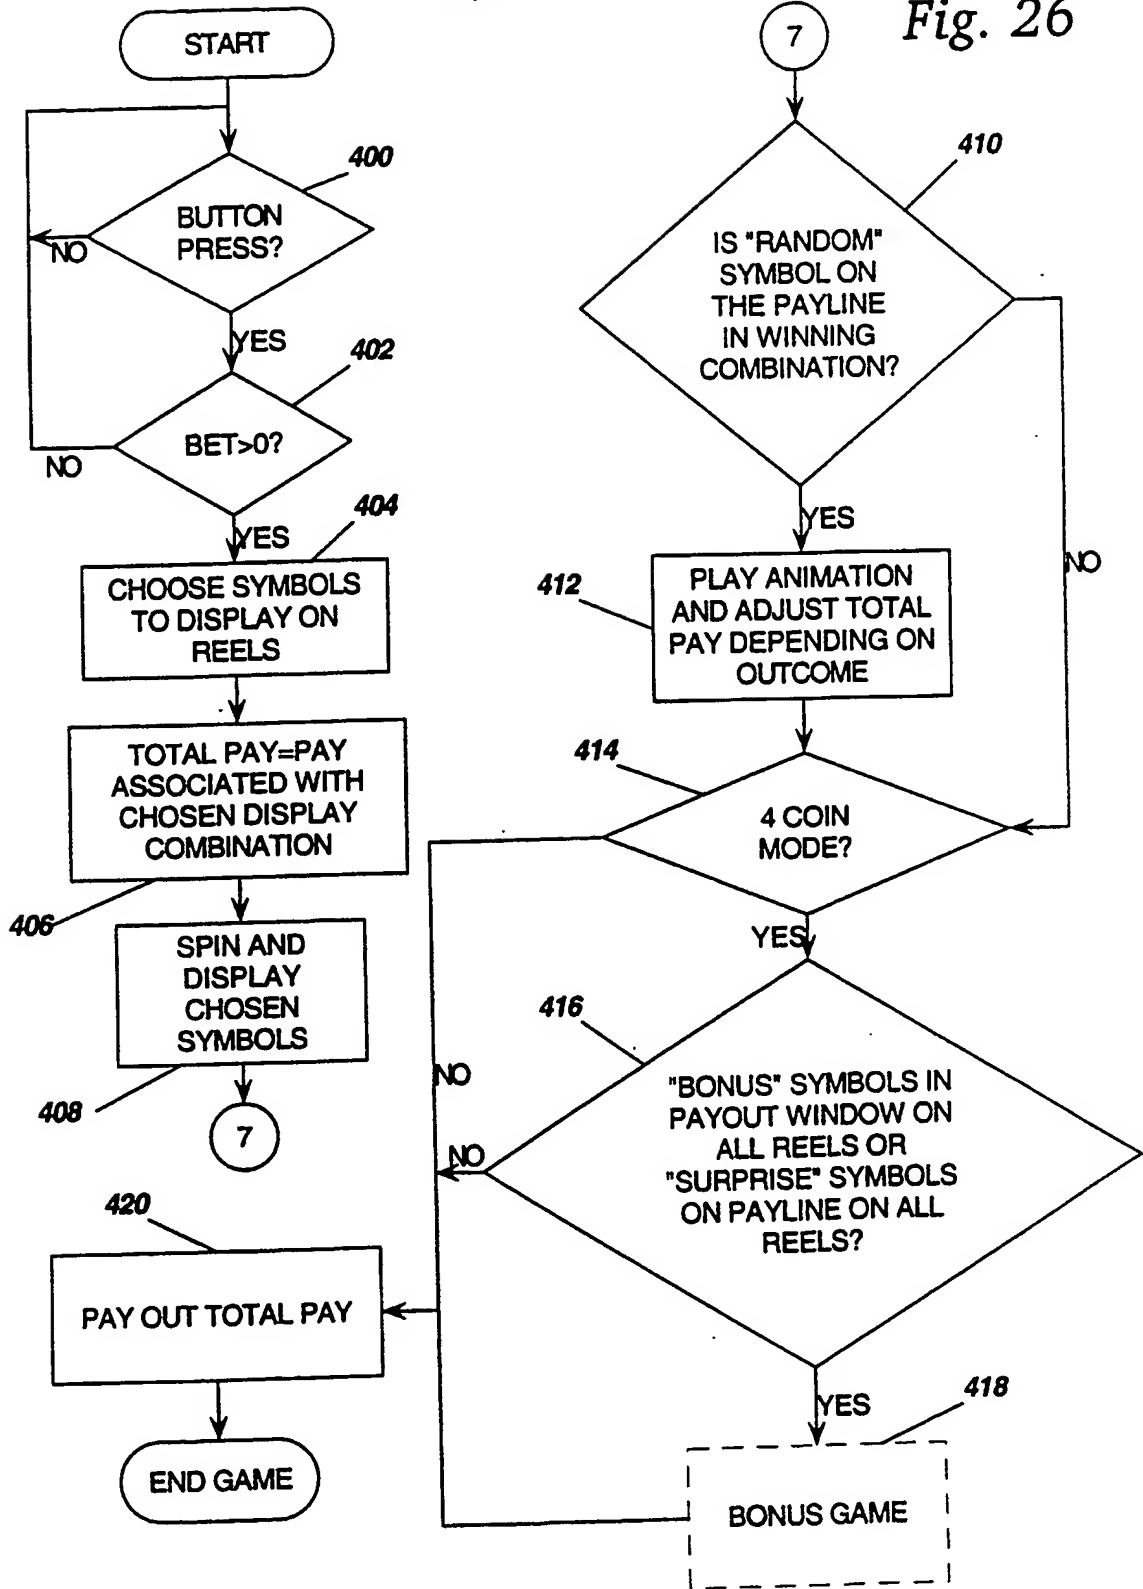 Fig. 26
START
400
BUTTON
PRESS?
NO
YES
402
BET>0?
NO
YES
404
CHOOSE SYMBOLS
TO DISPLAY ON
REELS
TOTAL PAY=PAY
ASSOCIATED WITH
CHOSEN DISPLAY
COMBINATION
406
SPIN AND
DISPLAY
CHOSEN
SYMBOLS
408
7
420
PAY OUT TOTAL PAY
END GAME
7
410
IS "RANDOM"
SYMBOL ON
THE PAYLINE
IN WINNING
COMBINATION?
YES
NO
412
PLAY ANIMATION
AND ADJUST TOTAL
PAY DEPENDING ON
OUTCOME
414
4 COIN
MODE?
YES
NO
416
"BONUS" SYMBOLS IN
PAYOUT WINDOW ON
ALL REELS OR
"SURPRISE" SYMBOLS
ON PAYLINE ON ALL
REELS?
NO
YES
418
BONUS GAME